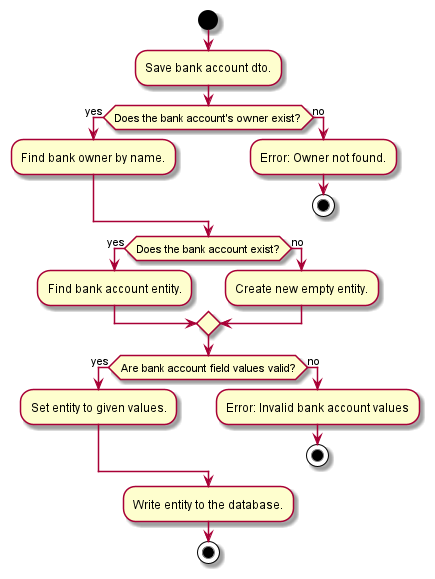 Save bank account dto.
yes
Does the bank account's owner exist?
no
Find bank owner by name.
Error: Owner not found.
yes
Does the bank account exist?
no
Find bank account entity.
Create new empty entity.
yes
Are bank account field values valid?
no
Set entity to given values.
Error: Invalid bank account values
Write entity to the database.